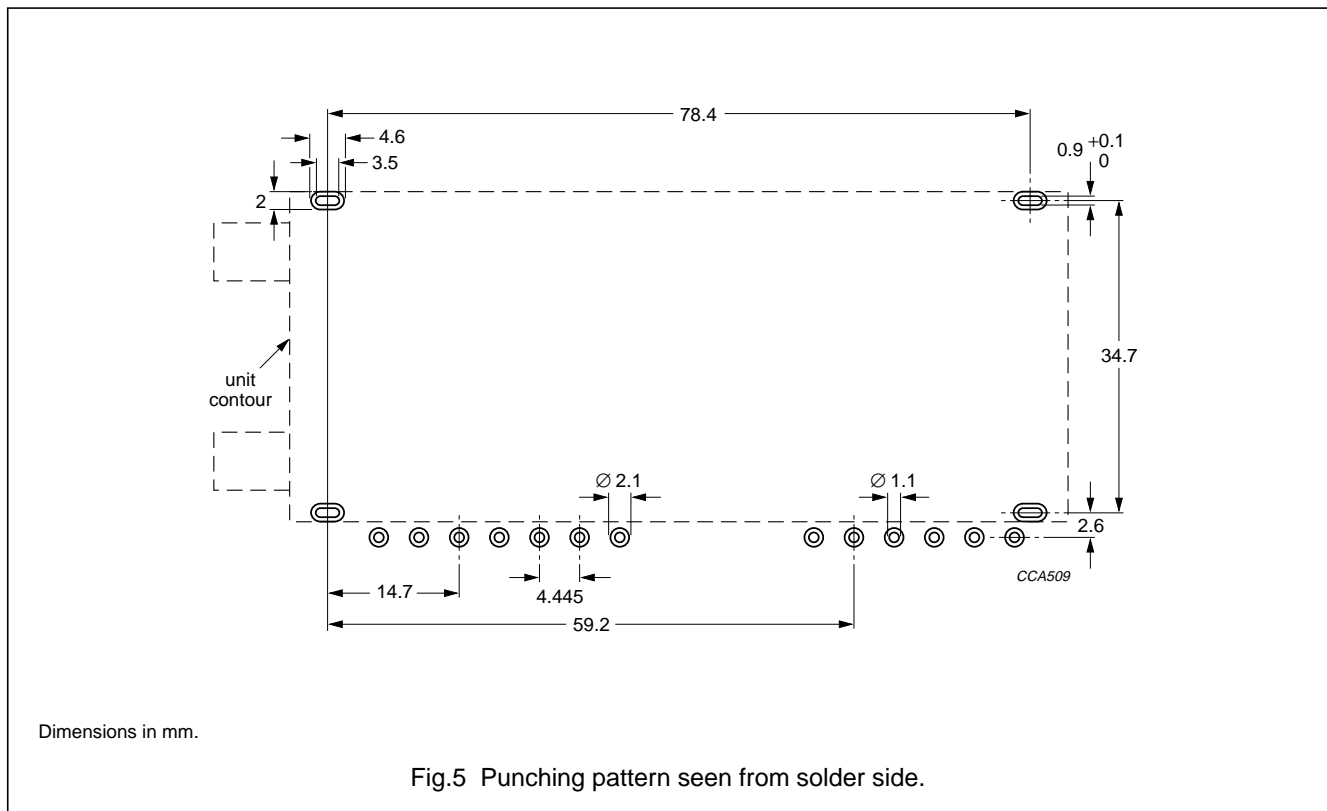 78.4
4.6
3.5
0.9 +0.1 0
2
34.7
unit
contour
∅ 2.1
∅ 1.1
2.6
CCA509
14.7
4.445
59.2
Dimensions in mm.
Fig.5 Punching pattern seen from solder side.